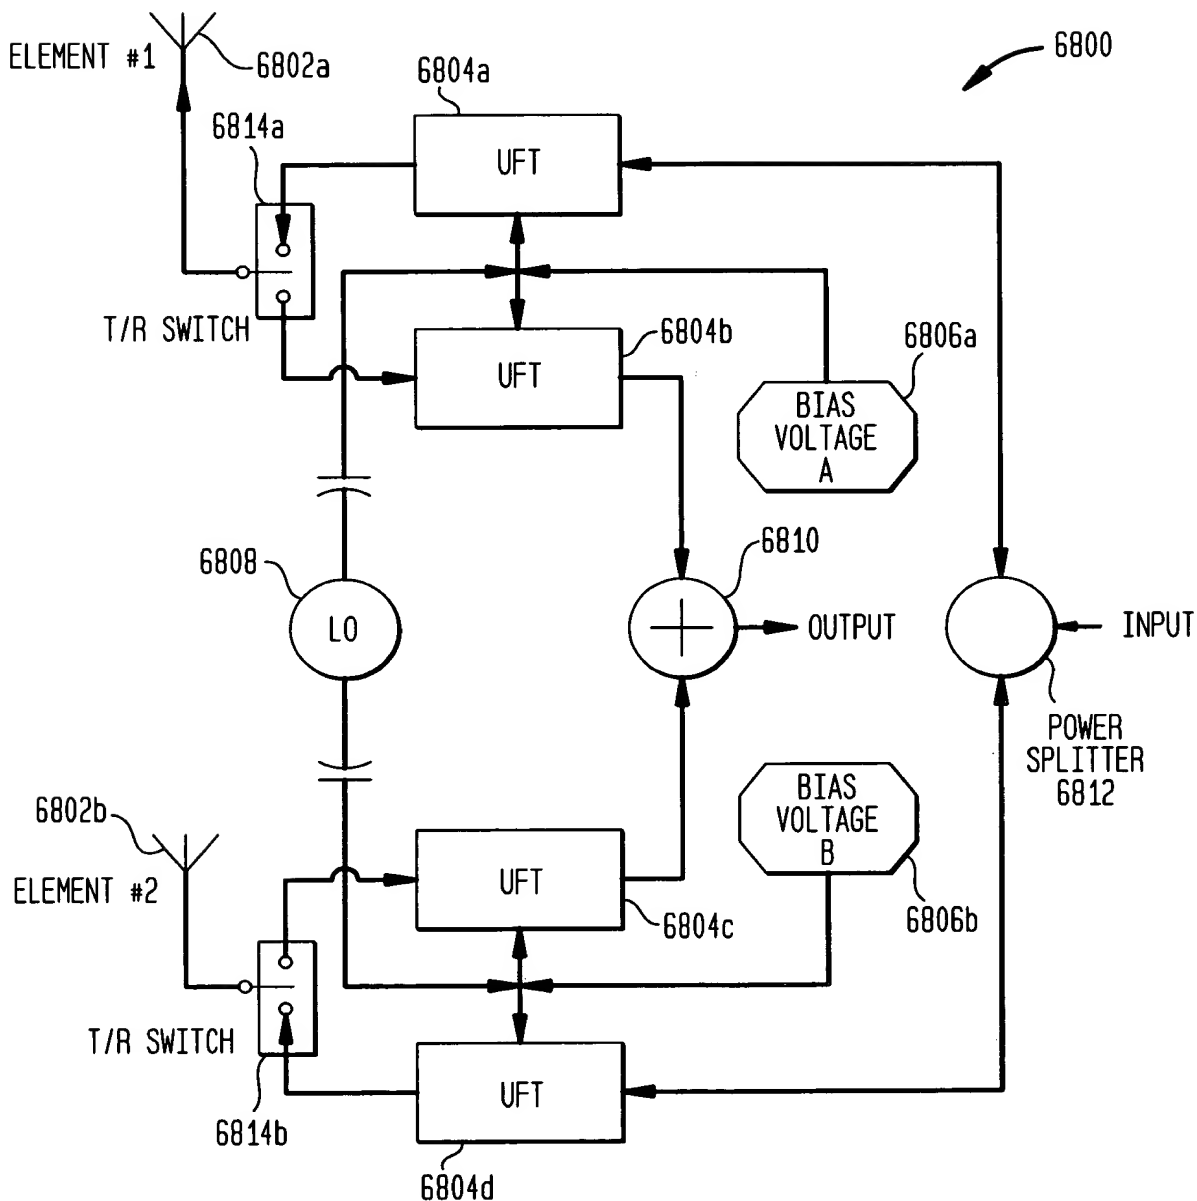 ELEMENT #1
6802a
6804a
6800
6814a
UFT
T/R SWITCH
6804b
UFT
6806a
BIAS
VOLTAGE
A
6808
6810
LO
OUTPUT
INPUT
POWER
SPLITTER
6812
6802b
BIAS
VOLTAGE
B
ELEMENT #2
UFT
6804c
6806b
T/R SWITCH
UFT
6814b
6804d